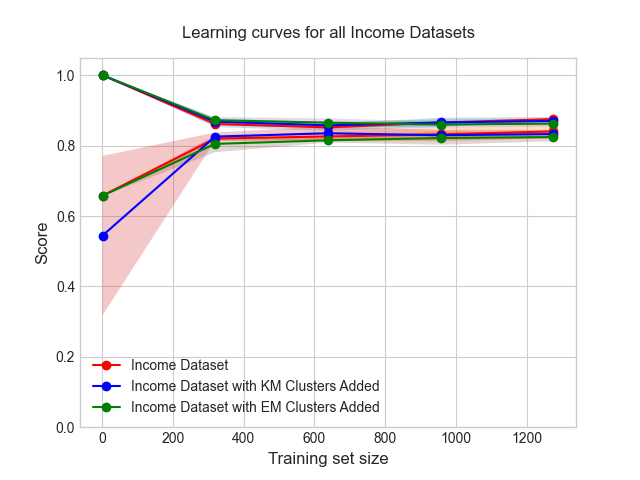 Learning curves for all Income Datasets
1.0
0.8
0.6
0.4
0.2
0.0
Score
Income Dataset
Income Dataset with KM Clusters Added
Income Dataset with EM Clusters Added
0 200 400 600 800 1000 1200
Training set size